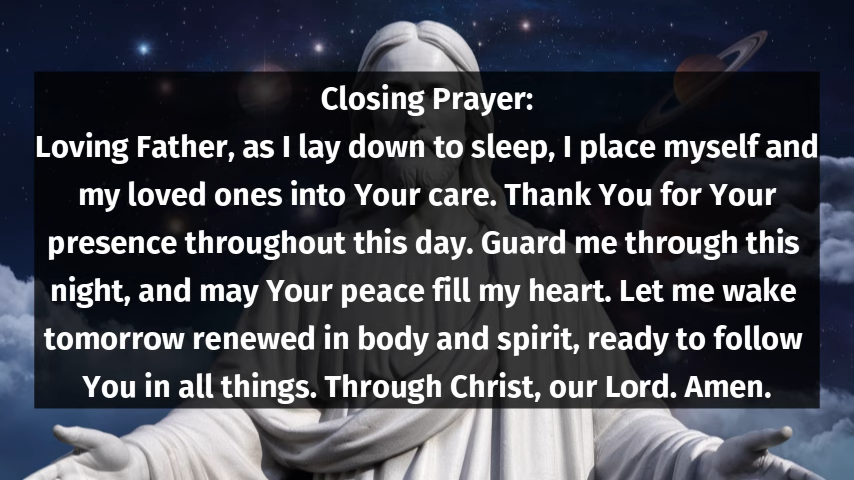 Closing Prayer:
Loving Father, as I lay down to sleep, I place myself and
my loved ones into Your care. Thank You for Your
presence throughout this day. Guard me through this
night, and may Your peace fill my heart. Let me wake
tomorrow renewed in body and spirit, ready to follow
You in all things. Through Christ, our Lord. Amen.